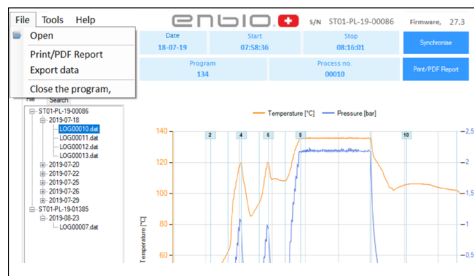 File Tools Help
enbio.
S/N ST01-PL-19-00086
Firmware, 27.3
Open
Print/PDF Report
Export data
Close the program,
Date
18-07-19
Start
07:58:36
Stop
08:16:01
Synchronise
Program
134
Process no.
00010
Print/PDF Report
File Search
ST01-PL-19-00086
2019-07-18
LOG00010.dat
LOG00011.dat
LOG00012.dat
LOG00013.dat
2019-07-20
2019-07-22
2019-07-25
2019-07-26
2019-07-29
ST01-PL-19-01385
2019-08-23
LOG00007.dat
Temperature [°C] Pressure [bar]
140
120
100
80
60
Temperature [°C]
2 4 6 8 10
2,5
2
1,5
1
0,5